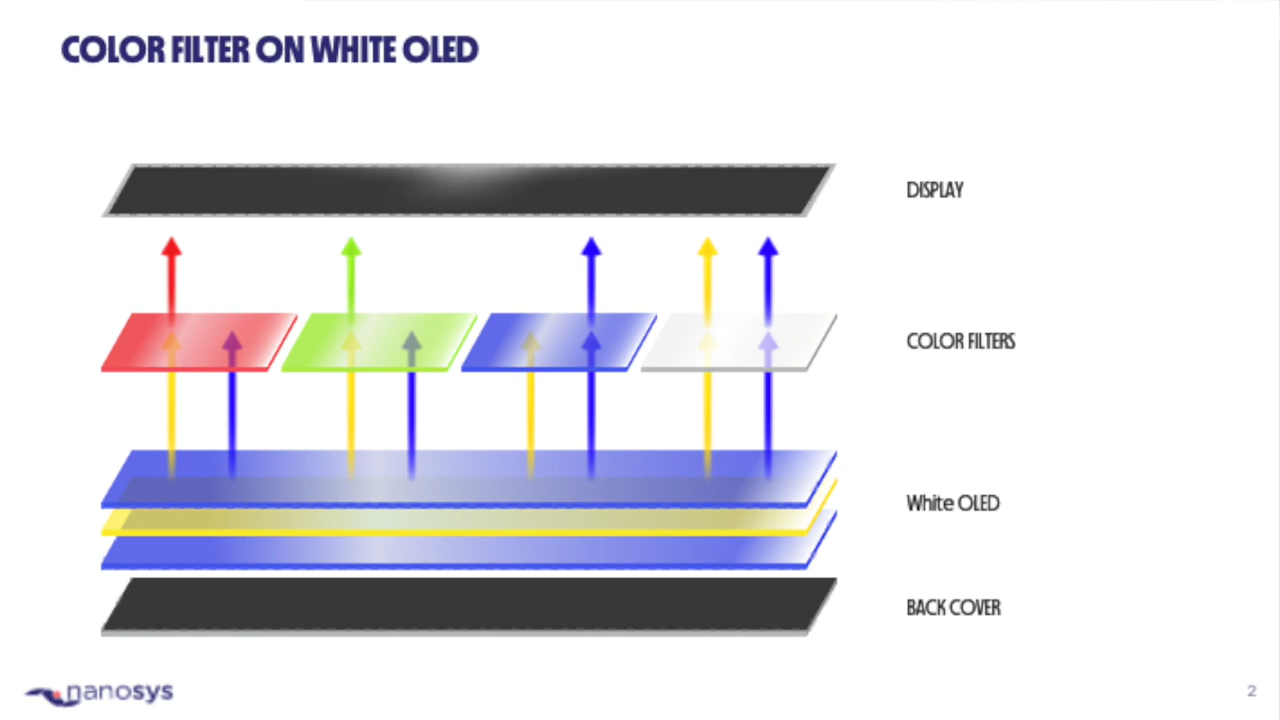 COLOR FILTER ON WHITE OLED
DISPLAY
COLOR FILTERS
White OLED
BACK COVER
nanosys
2